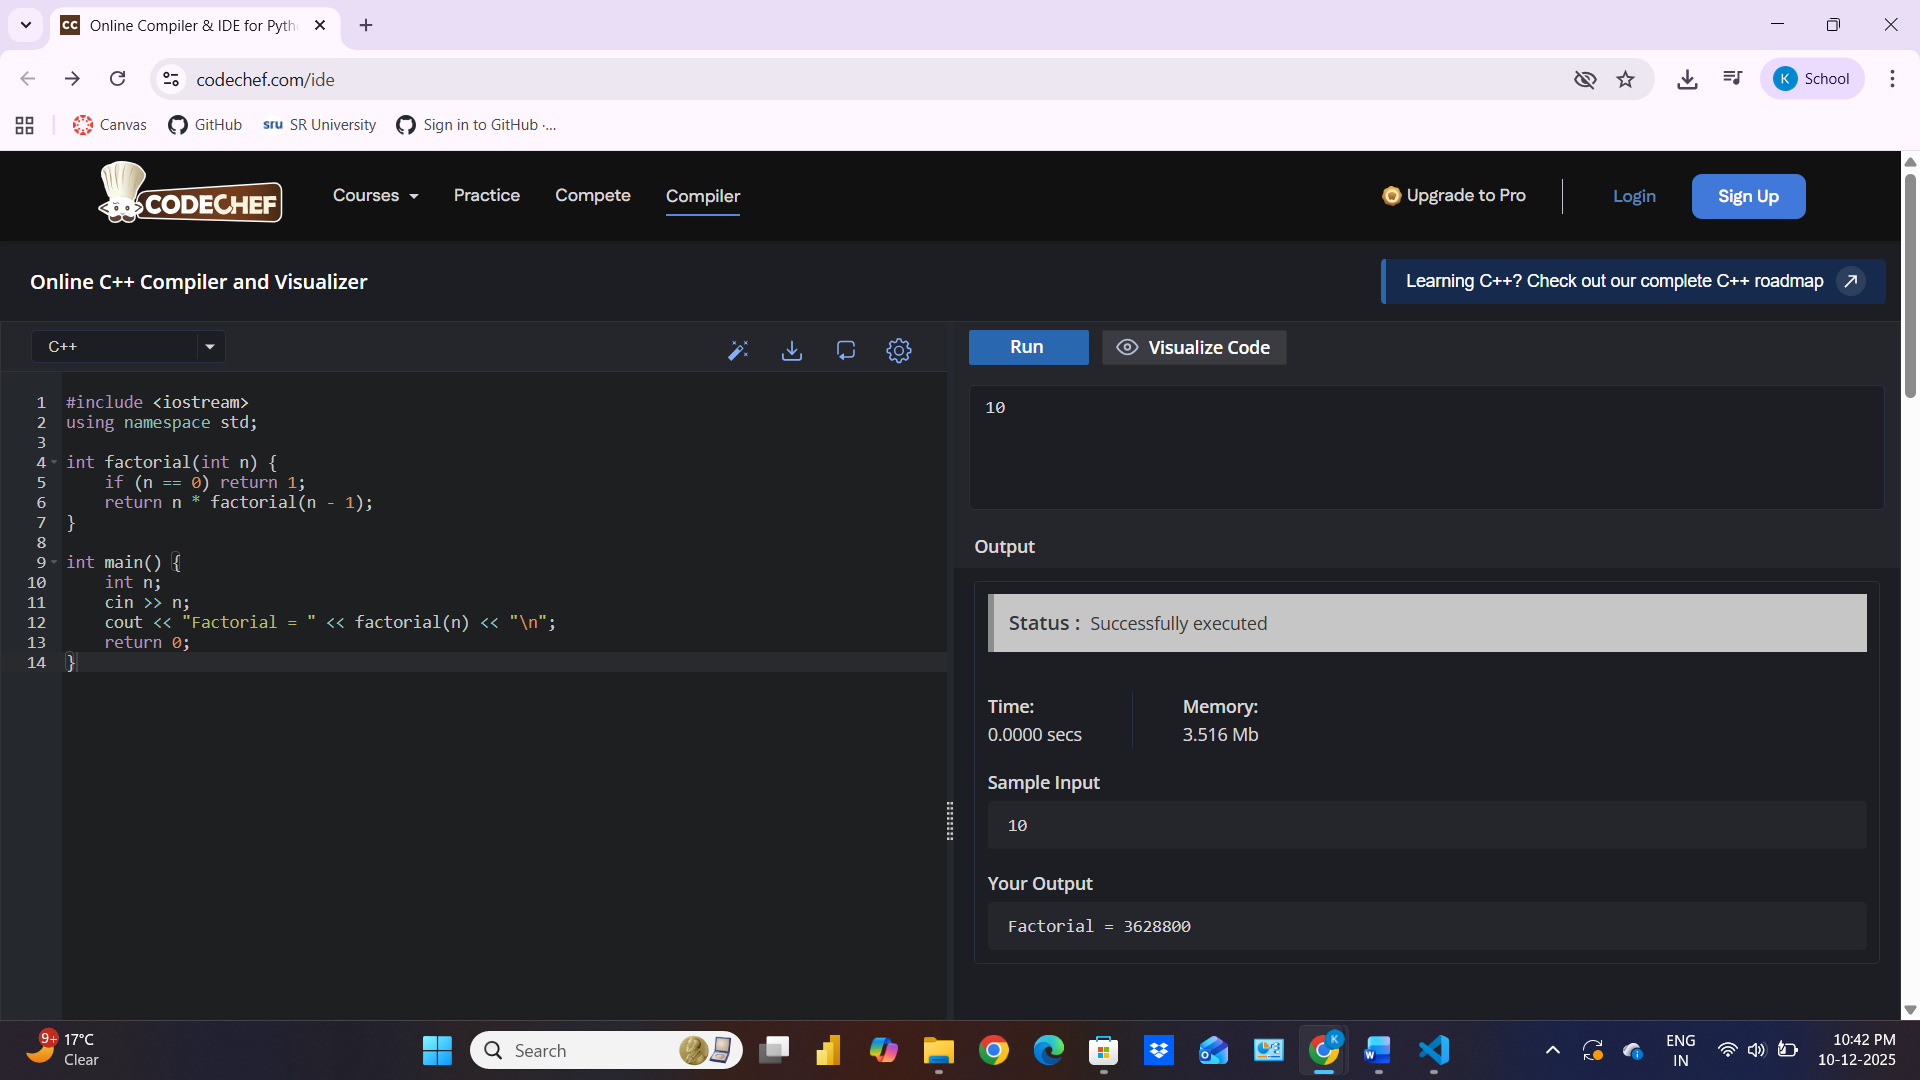 Online Compiler & IDE for Pyth
codechef.com/ide
K School
Canvas GitHub sru SR University Sign in to GitHub ·...
CODECHEF
Courses Practice Compete Compiler
Upgrade to Pro Login Sign Up
Online C++ Compiler and Visualizer
Learning C++? Check out our complete C++ roadmap
C++
Run Visualize Code
1 #include <iostream>
2 using namespace std;
3
4 int factorial(int n) {
5     if (n == 0) return 1;
6     return n * factorial(n - 1);
7 }
8
9 int main() {
10     int n;
11     cin >> n;
12     cout << "Factorial = " << factorial(n) << "\n";
13     return 0;
14 }
10
Output
Status : Successfully executed
Time: Memory:
0.0000 secs 3.516 Mb
Sample Input
10
Your Output
Factorial = 3628800
9+ 17°C
Clear
Search
ENG
IN
10:42 PM
10-12-2025